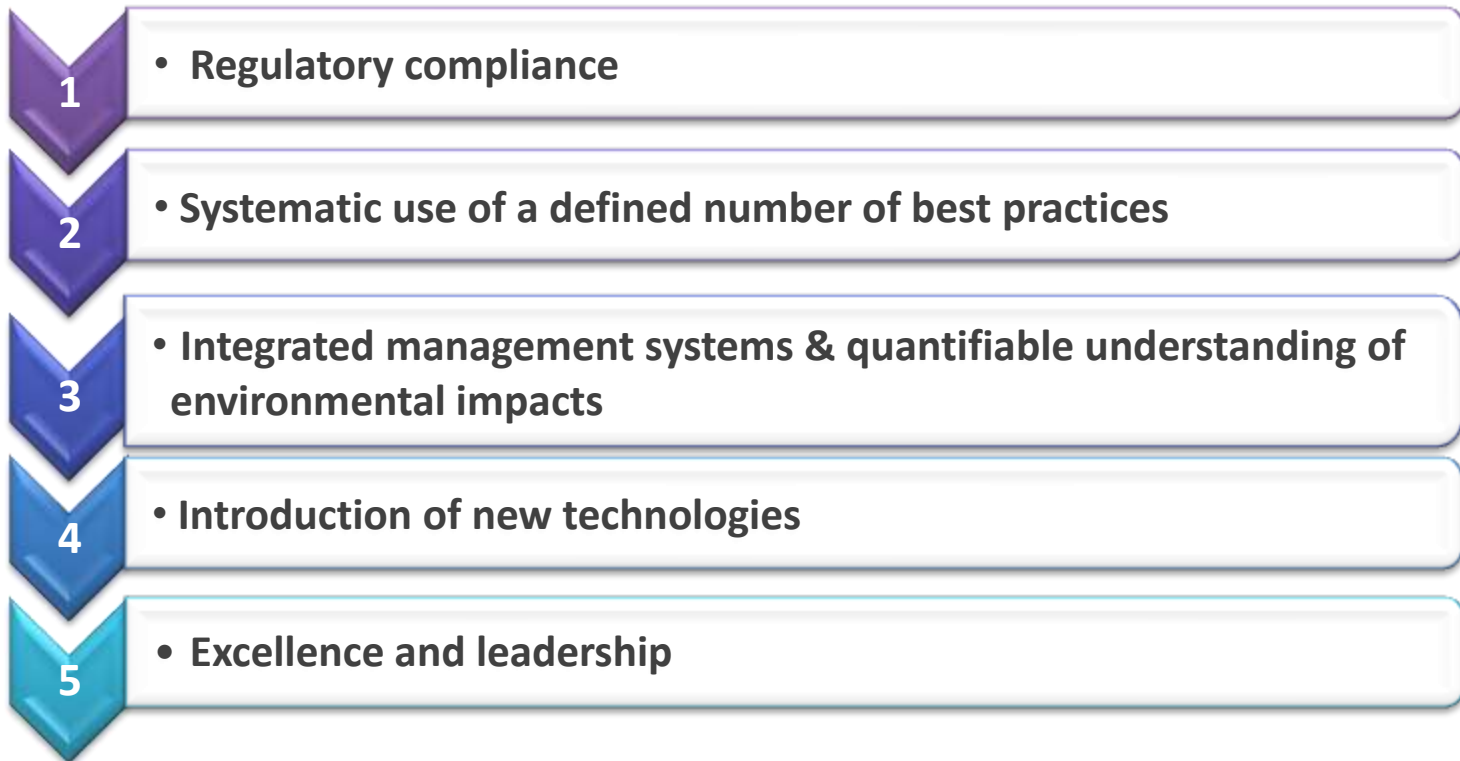 1
• Regulatory compliance
2
• Systematic use of a defined number of best practices
3
• Integrated management systems & quantifiable understanding of
environmental impacts
4
• Introduction of new technologies
5
• Excellence and leadership